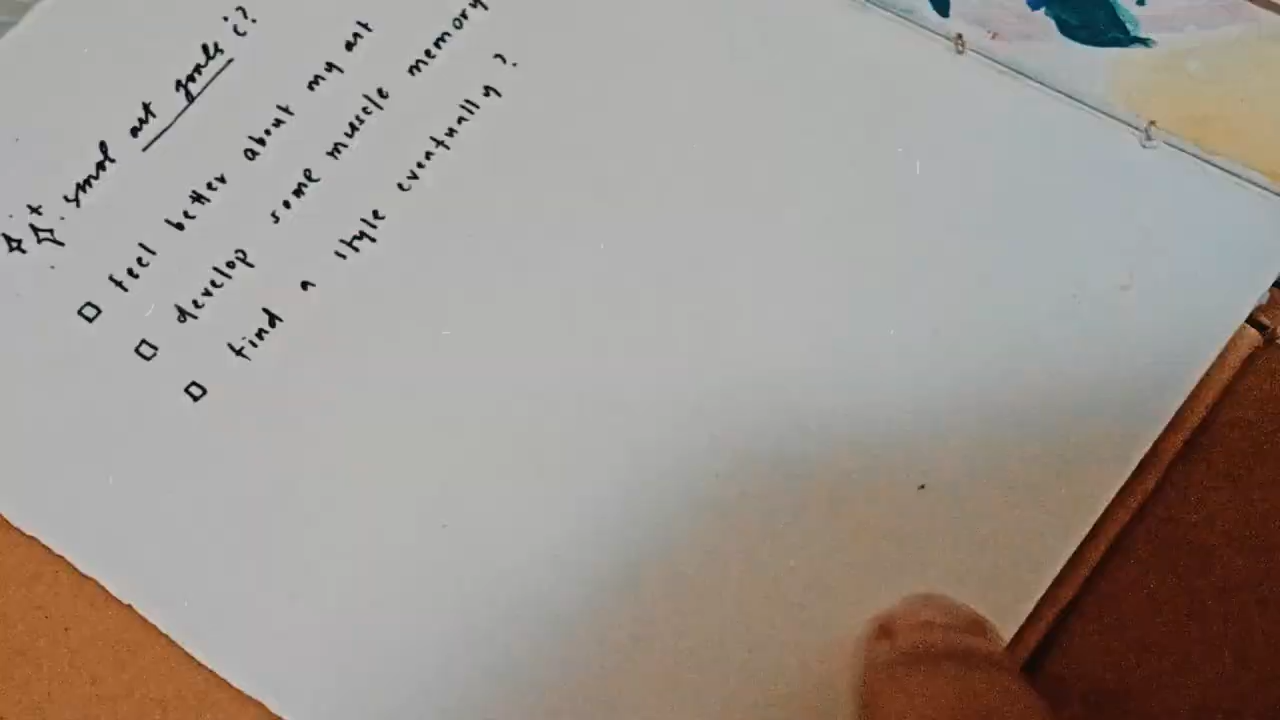 smol art goals ¿?
feel better about my art
develop some muscle memory
find a style eventually?